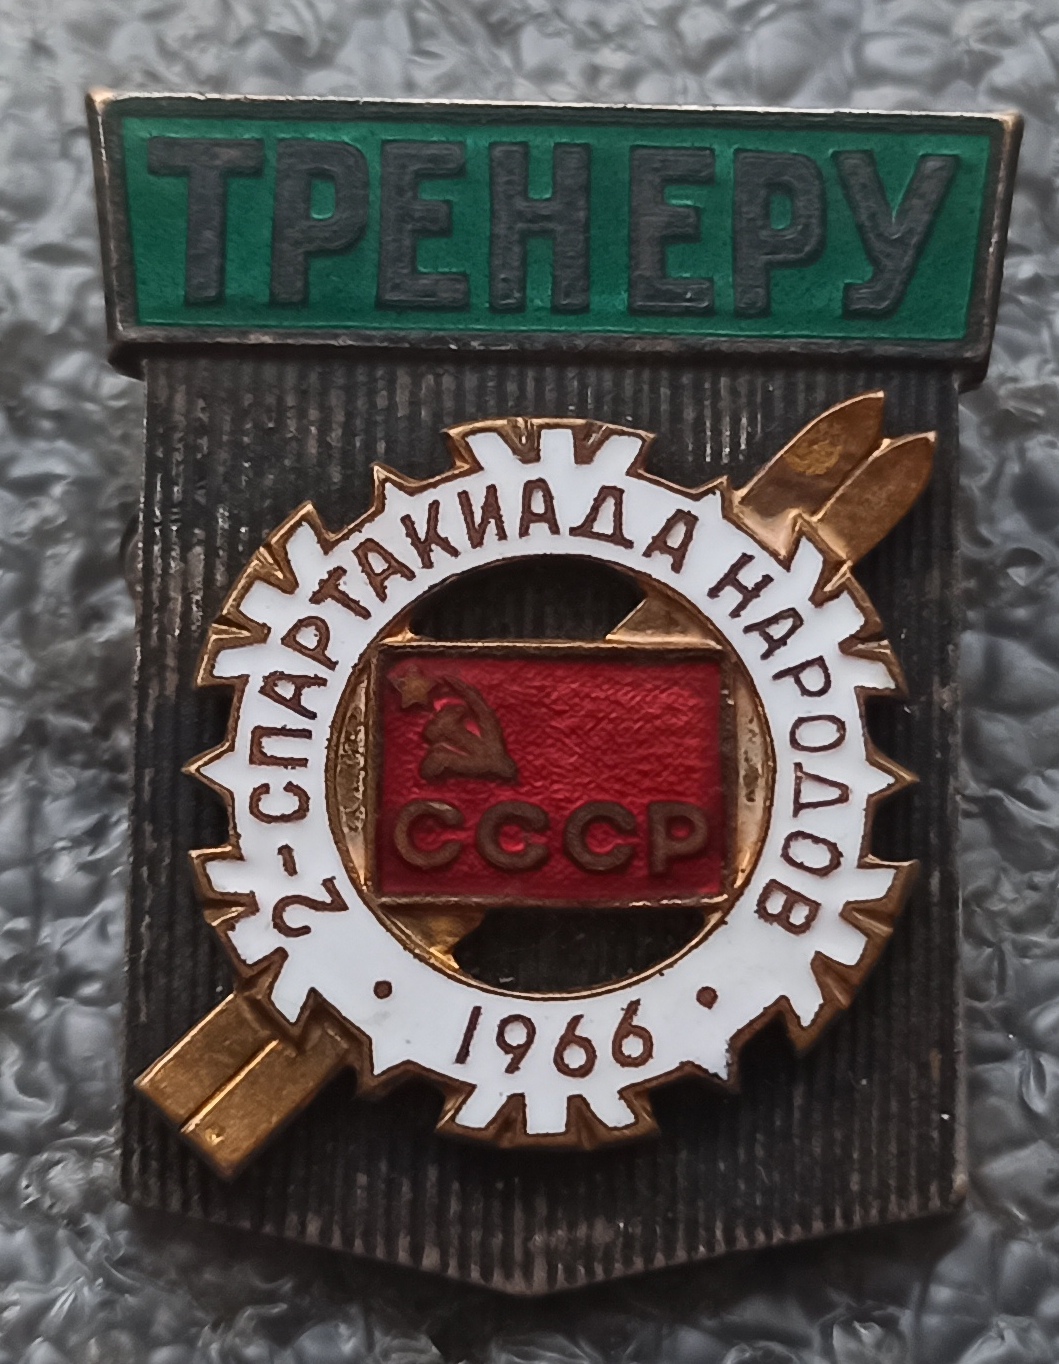 ТРЕНЕРУ
2-СПАРТАКИАДА НАРОДОВ
СССР
1966